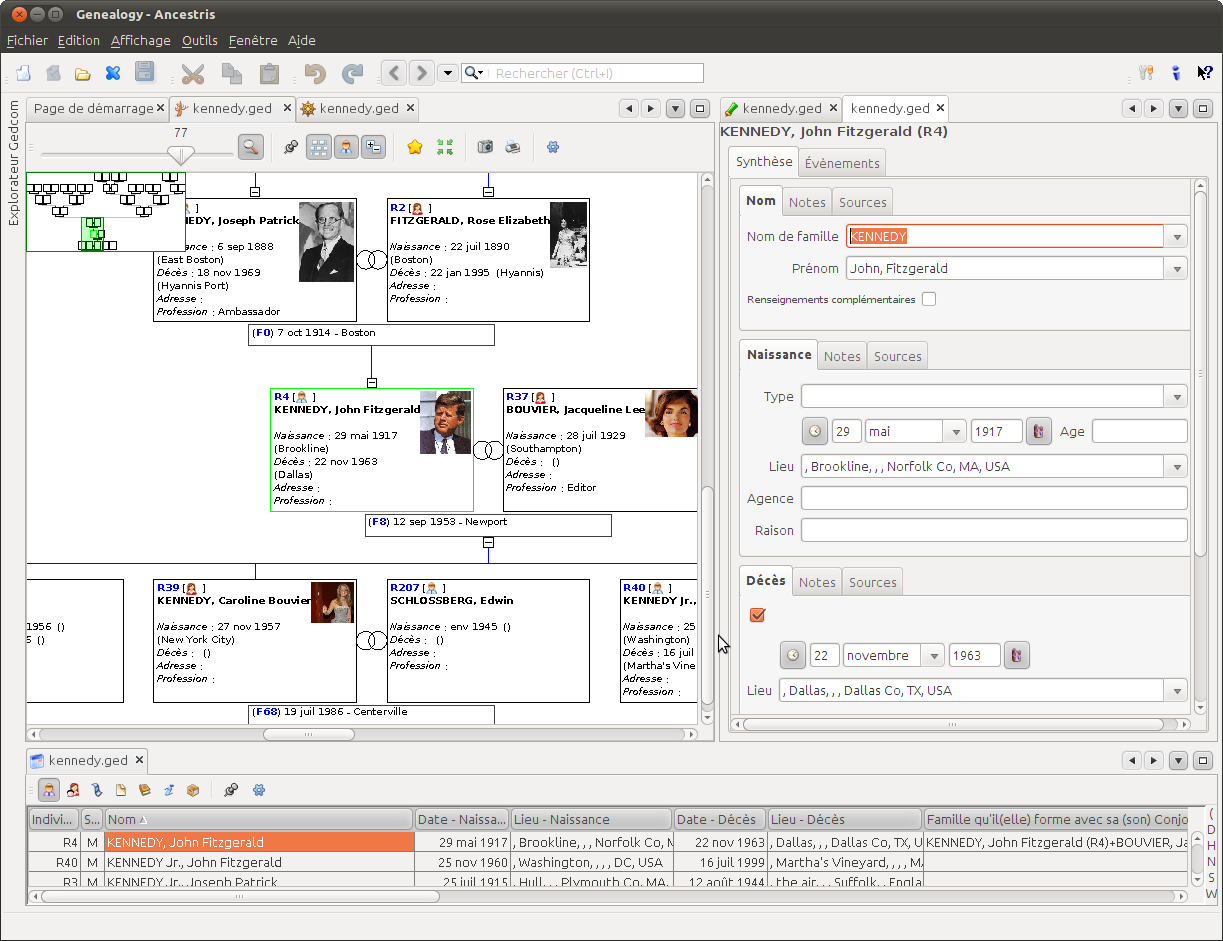 Genealogy - Ancestris
Fichier Edition Affichage Outils Fenêtre Aide
Rechercher (Ctrl+I)
Explorateur Gedcom
Page de démarrage kennedy.ged kennedy.ged
77
EDY, Joseph Patrick
ance : 6 sep 1888
(East Boston)
Décès : 18 nov 1969
(Hyannis Port)
Adresse :
Profession : Ambassador
R2 [ ]
FITZGERALD, Rose Elizabeth
Naissance : 22 juil 1890
(Boston)
Décès : 22 jan 1995 (Hyannis)
Adresse :
Profession :
(F0) 7 oct 1914 - Boston
R4 [ ]
KENNEDY, John Fitzgerald
Naissance : 29 mai 1917
(Brookline)
Décès : 22 nov 1963
(Dallas)
Adresse :
Profession :
R37 [ ]
BOUVIER, Jacqueline Lee
Naissance : 28 juil 1929
(Southampton)
Décès : ()
Adresse :
Profession : Editor
(F8) 12 sep 1953 - Newport
1956 ()
5 ()
R39 [ ]
KENNEDY, Caroline Bouvier
Naissance : 27 nov 1957
(New York City)
Décès : ()
Adresse :
Profession :
R207 [ ]
SCHLOSSBERG, Edwin
Naissance : env 1945 ()
Décès : ()
Adresse :
Profession :
R40 [ ]
KENNEDY Jr.,
Naissance : 25
(Washington)
Décès : 16 juil
(Martha's Vine
Adresse :
Profession :
(F68) 19 juil 1986 - Centerville
kennedy.ged kennedy.ged
KENNEDY, John Fitzgerald (R4)
Synthèse Évènements
Nom Notes Sources
Nom de famille KENNEDY
Prénom John, Fitzgerald
Renseignements complémentaires
Naissance Notes Sources
Type
29 mai 1917 Age
Lieu , Brookline, , , Norfolk Co, MA, USA
Agence
Raison
Décès Notes Sources
22 novembre 1963
Lieu , Dallas, , , Dallas Co, TX, USA
kennedy.ged
Indivi... S... Nom Date - Naissa... Lieu - Naissance Date - Décès Lieu - Décès Famille qu'il(elle) forme avec sa (son) Conjo
R4 M KENNEDY, John Fitzgerald 29 mai 1917 , Brookline, , , Norfolk Co, M 22 nov 1963 , Dallas, , , Dallas Co, TX, U KENNEDY, John Fitzgerald (R4)+BOUVIER, Ja
R40 M KENNEDY Jr., John Fitzgerald 25 nov 1960 , Washington, , , , DC, USA 16 juil 1999 , Martha's Vineyard, , , , M
R3 M KENNEDY Jr., Joseph Patrick 25 juil 1915 , Hull, , , Plymouth Co, MA, 12 août 1944 , the air, , , Suffolk, , Engla
(
D
H
N
S
W